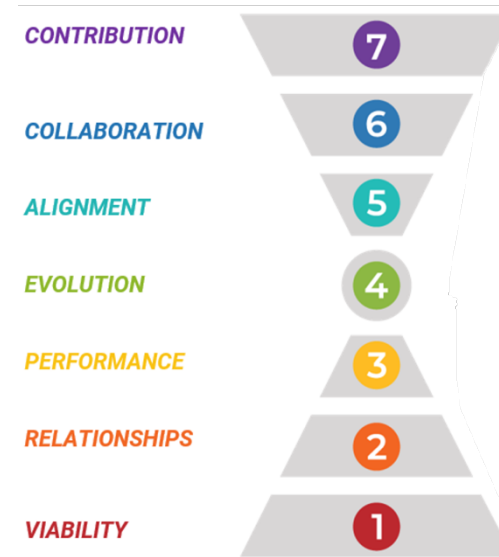 CONTRIBUTION 7
COLLABORATION 6
ALIGNMENT 5
EVOLUTION 4
PERFORMANCE 3
RELATIONSHIPS 2
VIABILITY 1